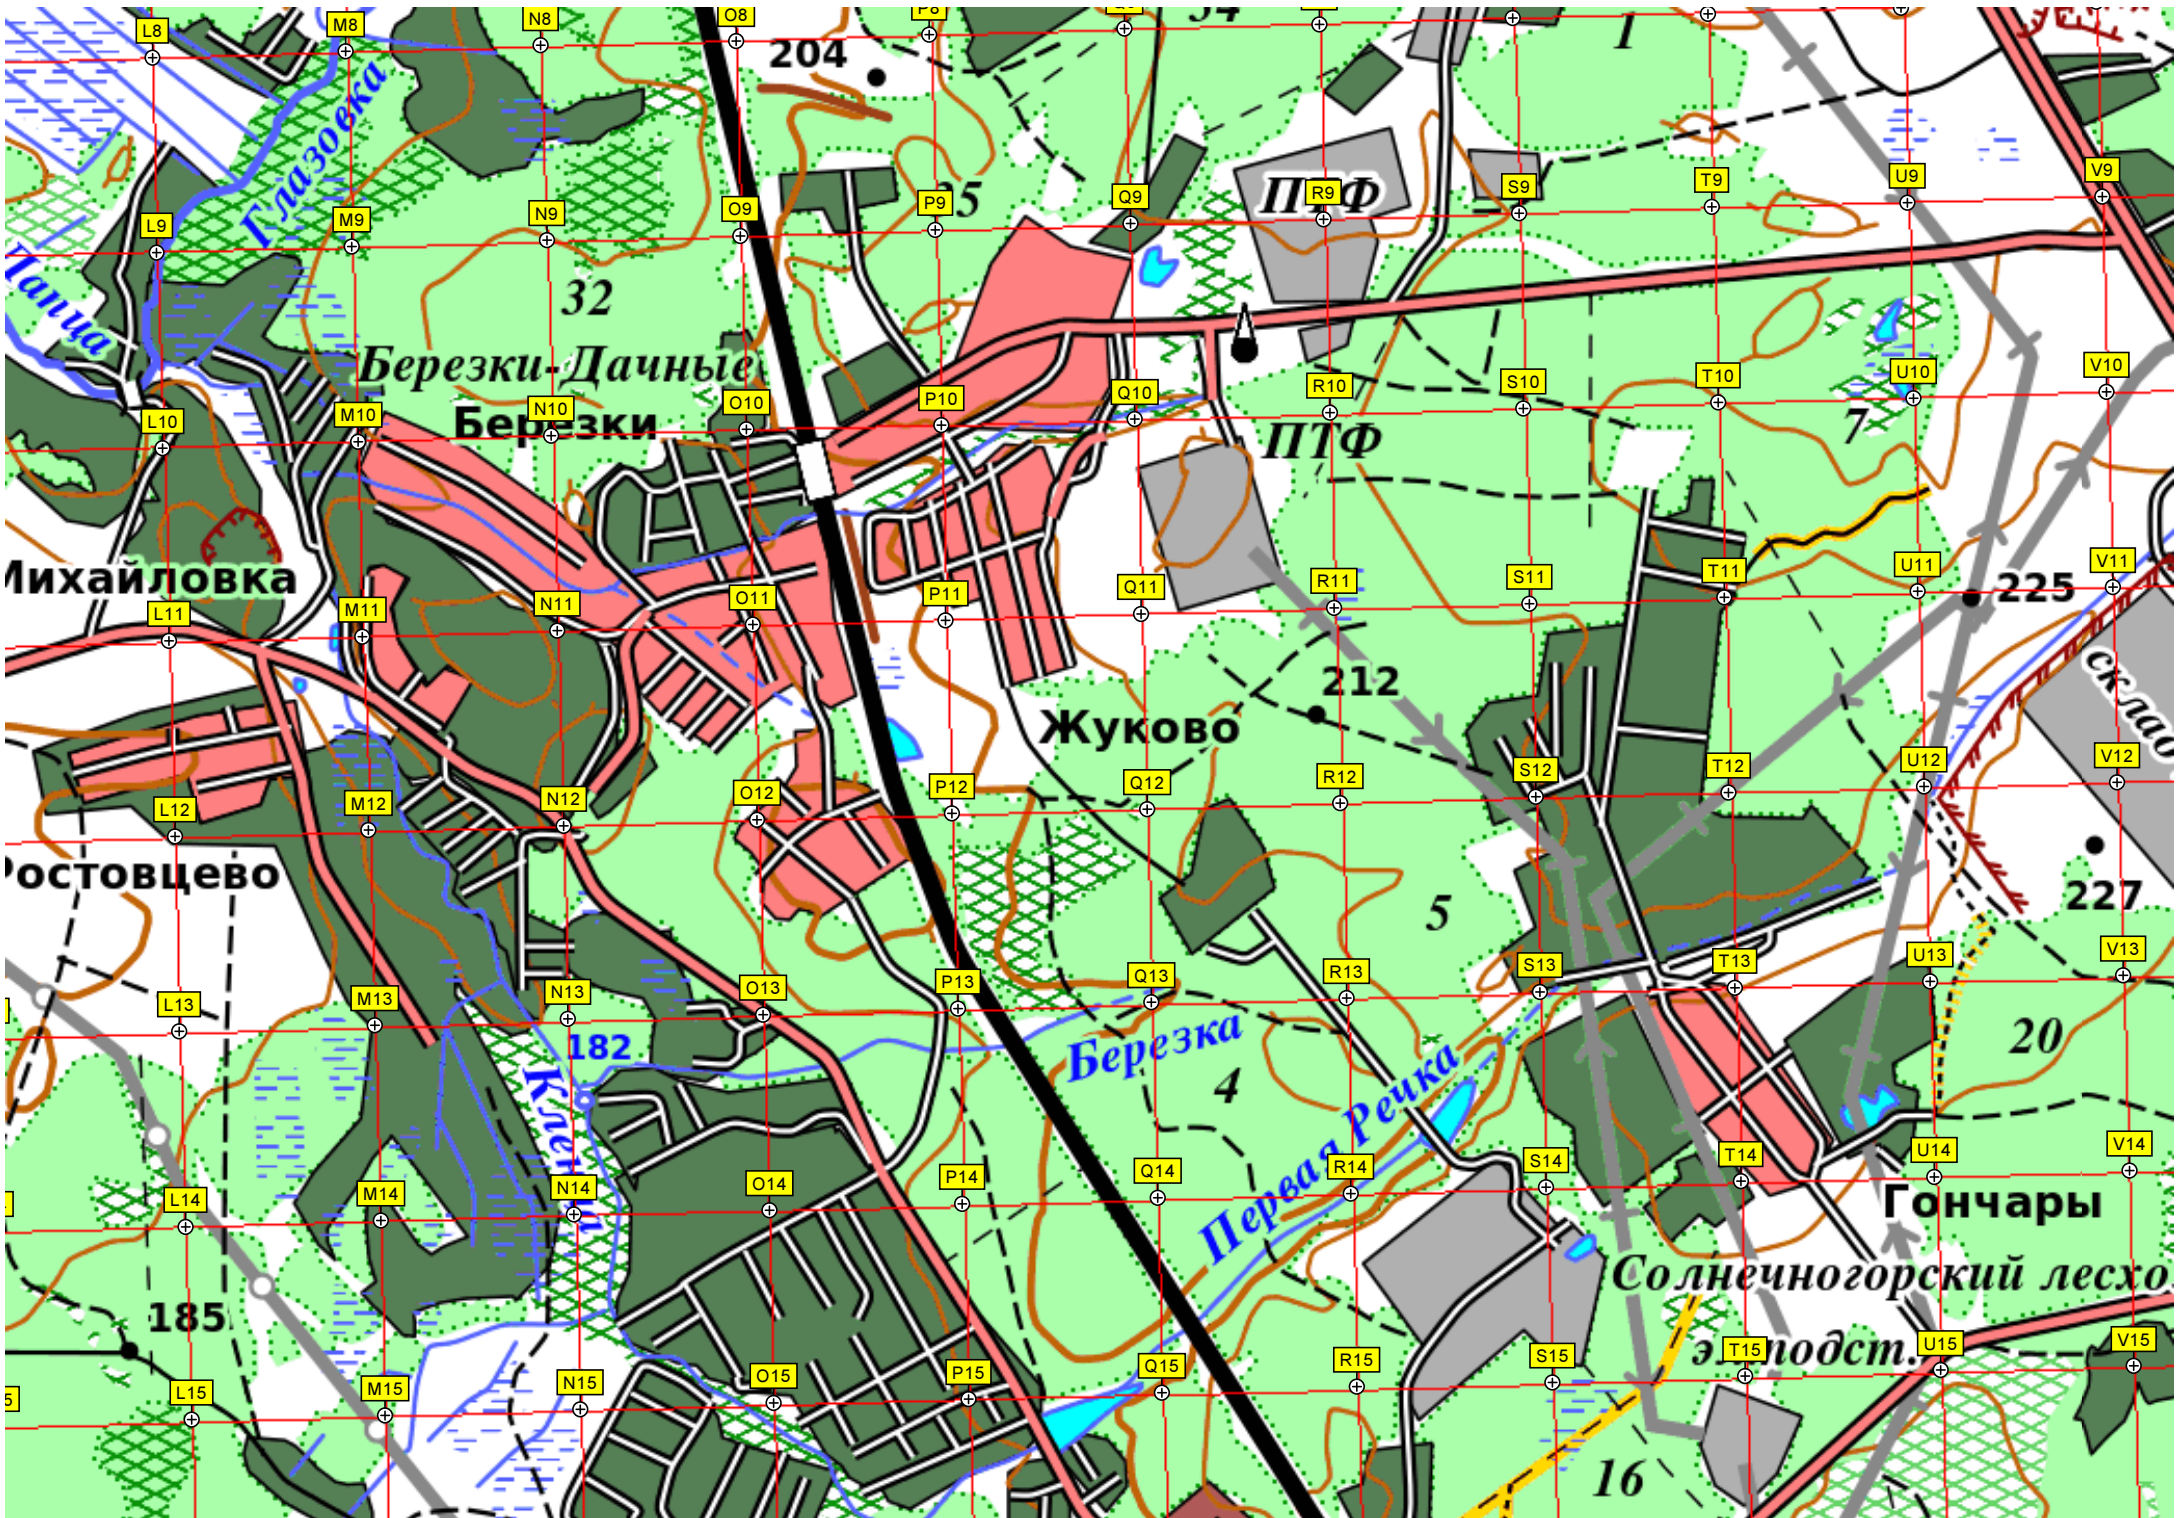 L8 M8 N8 O8 P8
204
1
Глазовка
ПТФ
L9 M9 N9 O9 P9 Q9 R9 S9 T9 U9 V9
32
Березки-Дачные
Березки
L10 M10 N10 O10 P10 Q10 R10 S10 T10 U10 V10
7
ПТФ
Михайловка
L11 M11 N11 O11 P11 Q11 R11 S11 T11 U11 V11
225
212
Жуково
склад
L12 M12 N12 O12 P12 Q12 R12 S12 T12 U12 V12
227
5
L13 M13 N13 O13 P13 Q13 R13 S13 T13 U13 V13
182
Березка
4
20
Первая Речка
L14 M14 N14 O14 P14 Q14 R14 S14 T14 U14 V14
Гончары
Солнечногорский лесхо
185
L15 M15 N15 O15 P15 Q15 R15 S15 T15 U15 V15
16